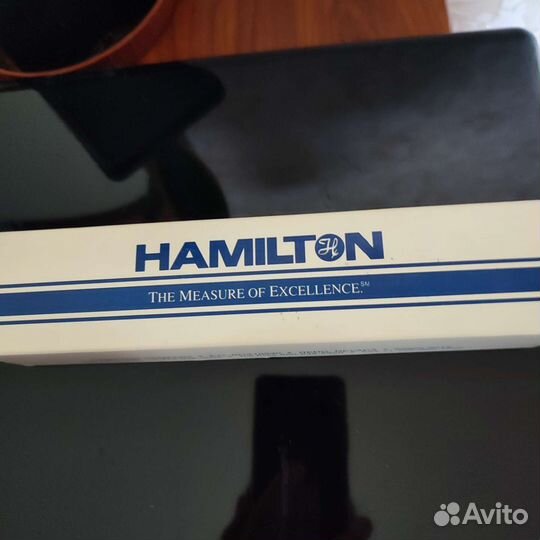 HAMILTON
THE MEASURE OF EXCELLENCE.SM
Avito